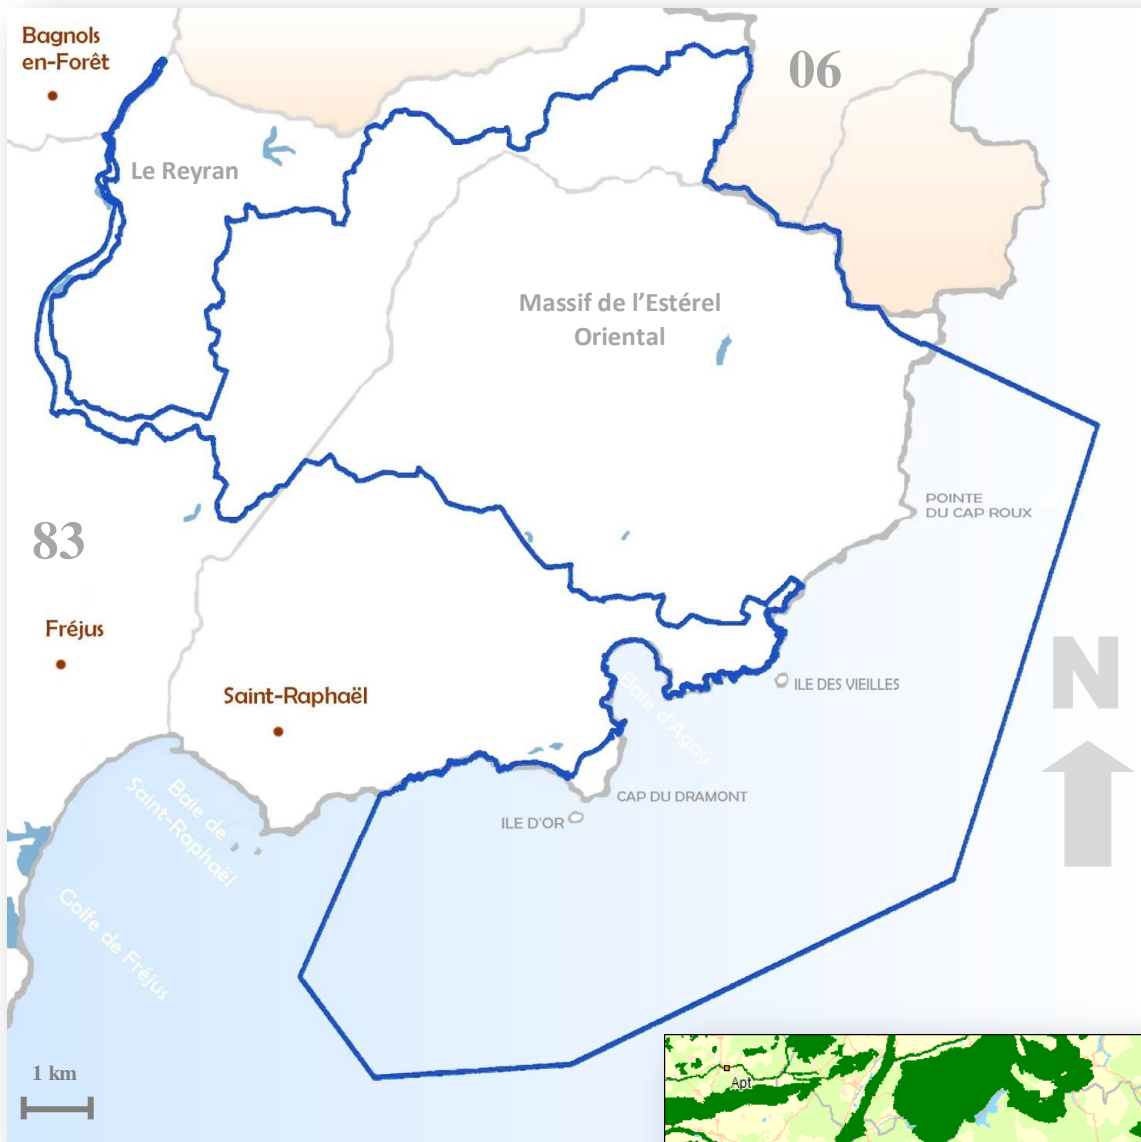 Bagnols
en-Forêt
06
Le Reyran
Massif de l'Estérel
Oriental
POINTE
DU CAP ROUX
83
Fréjus
Saint-Raphaël
ILE DES VIEILLES
N
Baie d'Agay
CAP DU DRAMONT
ILE D'OR
Baie de
Saint-Raphaël
Golfe de Fréjus
1 km
Apt